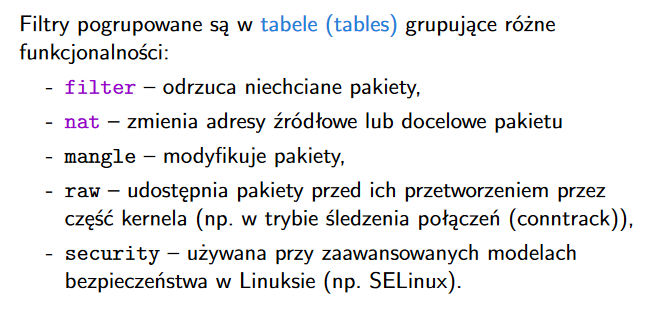 Filtry pogrupowane są w tabele (tables) grupujące różne
funkcjonalności:
- filter – odrzuca niechciane pakiety,
- nat – zmienia adresy źródłowe lub docelowe pakietu
- mangle – modyfikuje pakiety,
- raw – udostępnia pakiety przed ich przetworzeniem przez
część kernela (np. w trybie śledzenia połączeń (conntrack)),
- security – używana przy zaawansowanych modelach
bezpieczeństwa w Linuksie (np. SELinux).